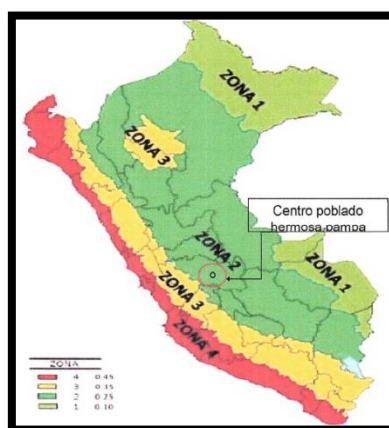 ZONA 1
ZONA 3
Centro poblado
hermosa pampa
ZONA 2
ZONA 1
ZONA 3
ZONA 4
ZONA
4 0.45
3 0.35
2 0.25
1 0.10